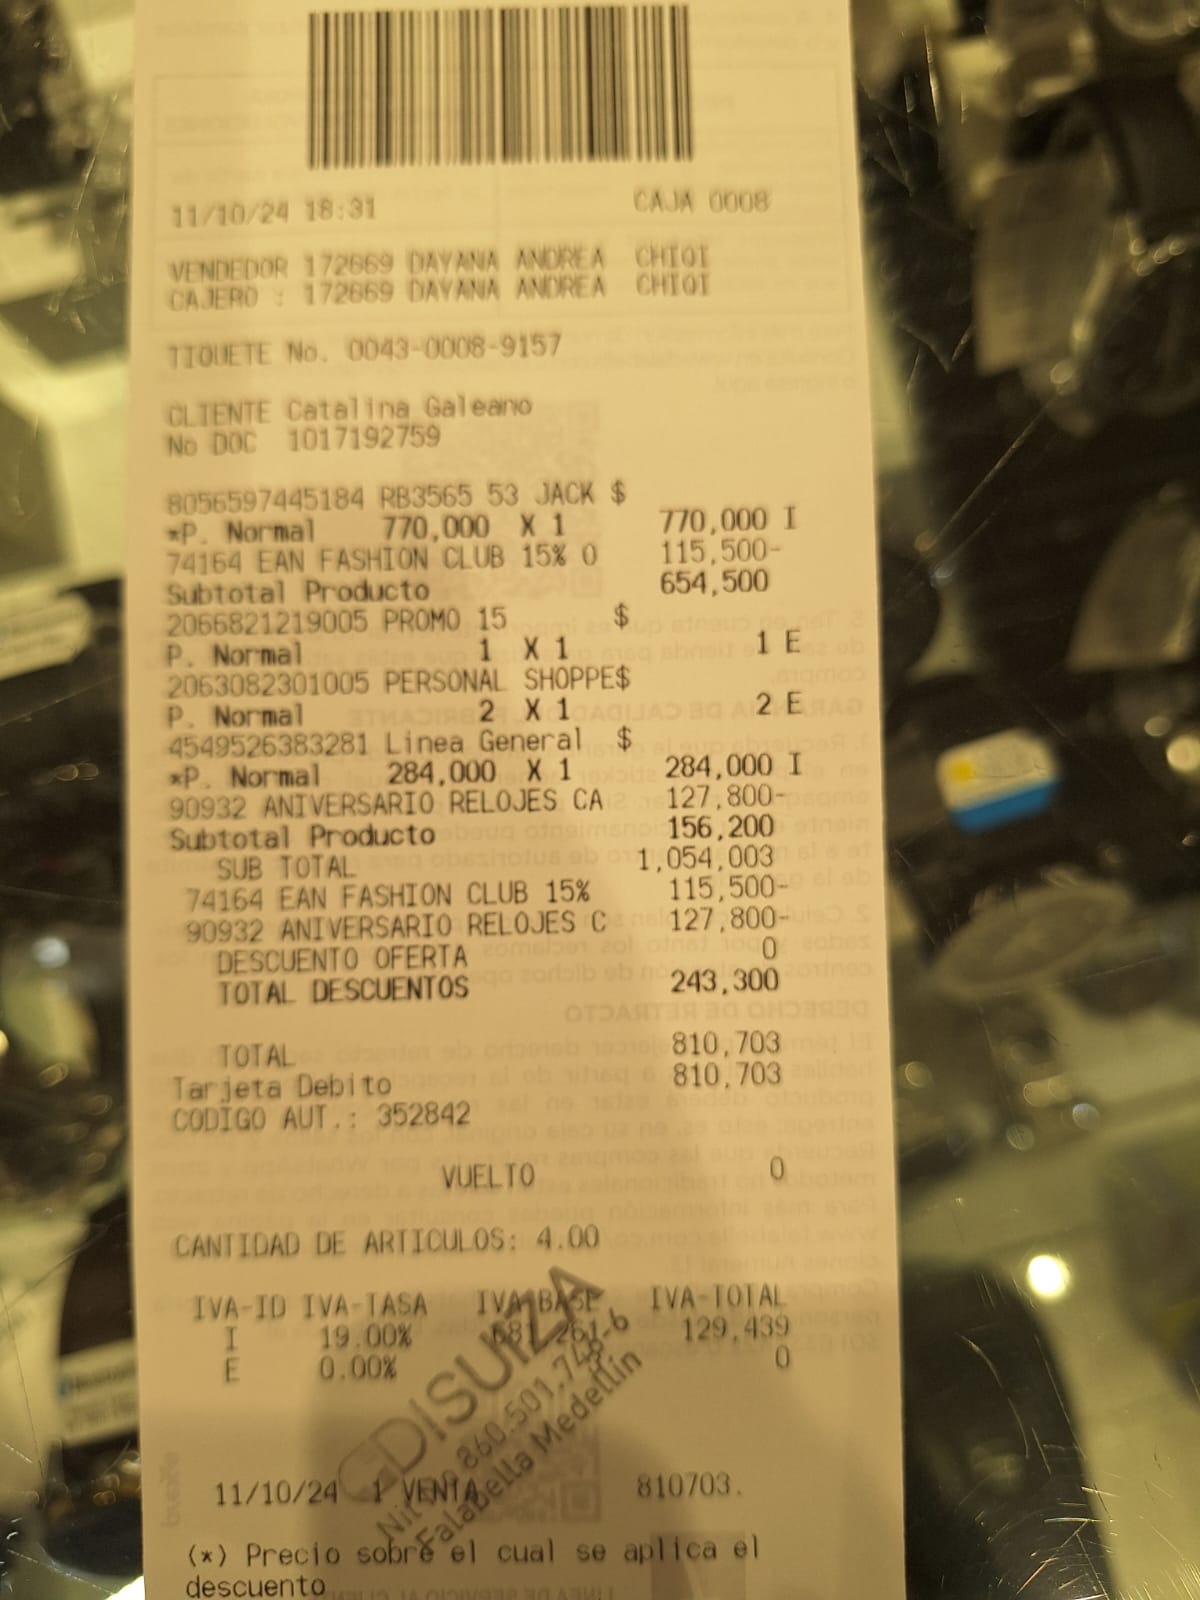 11/10/24 18:31 CAJA 0008
VENDEDOR 172669 DAYANA ANDREA CHIQI
CAJERO : 172669 DAYANA ANDREA CHIQI
TIQUETE No. 0043-0008-9157
CLIENTE Catalina Galeano
No DOC 1017192759
8056597445184 RB3565 53 JACK $
*P. Normal 770,000 X 1 770,000 I
74164 EAN FASHION CLUB 15% O 115,500-
Subtotal Producto 654,500
2066821219005 PROMO 15 $
P. Normal 1 X 1 1 E
2063082301005 PERSONAL SHOPPE$
P. Normal 2 X 1 2 E
4549526383281 Linea General $
*P. Normal 284,000 X 1 284,000 I
90932 ANIVERSARIO RELOJES CA 127,800-
Subtotal Producto 156,200
SUB TOTAL 1,054,003
74164 EAN FASHION CLUB 15% 115,500-
90932 ANIVERSARIO RELOJES C 127,800-
DESCUENTO OFERTA 0
TOTAL DESCUENTOS 243,300
TOTAL 810,703
Tarjeta Debito 810,703
CODIGO AUT.: 352842
VUELTO 0
CANTIDAD DE ARTICULOS: 4.00
IVA-ID IVA-TASA IVA-BASE IVA-TOTAL
I 19.00% 681,261 129,439
E 0.00% 0
DISUIZA
Nit. 860.501.748-6
Falabella Medellín
11/10/24 1 VENTA 810703.
(*) Precio sobre el cual se aplica el
descuento